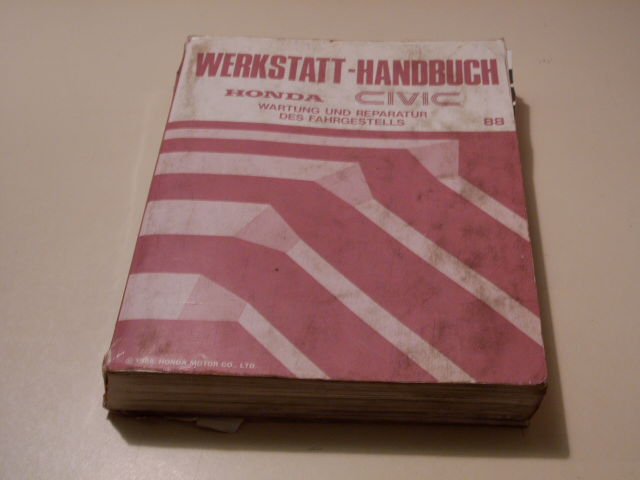 WERKSTATT-HANDBUCH
HONDA CIVIC
WARTUNG UND REPARATUR
DES FAHRGESTELLS 88
© HONDA MOTOR CO., LTD.